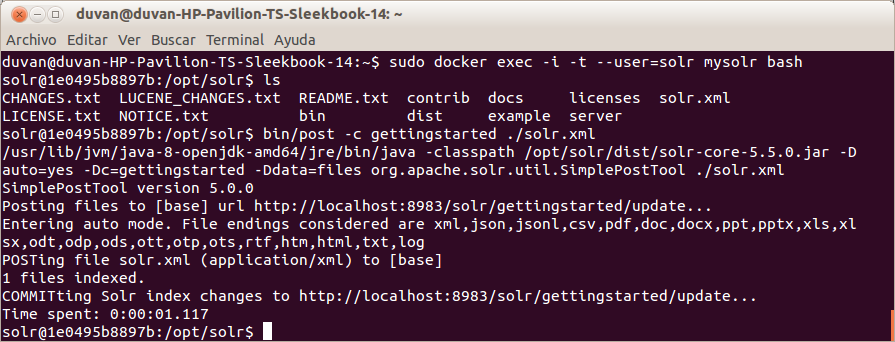 duvan@duvan-HP-Pavilion-TS-Sleekbook-14: ~
Archivo Editar Ver Buscar Terminal Ayuda
duvan@duvan-HP-Pavilion-TS-Sleekbook-14:~$ sudo docker exec -i -t --user=solr mysolr bash
solr@1e0495b8897b:/opt/solr$ ls
CHANGES.txt  LUCENE_CHANGES.txt  README.txt  contrib  docs     licenses  solr.xml
LICENSE.txt  NOTICE.txt          bin         dist     example  server
solr@1e0495b8897b:/opt/solr$ bin/post -c gettingstarted ./solr.xml
/usr/lib/jvm/java-8-openjdk-amd64/jre/bin/java -classpath /opt/solr/dist/solr-core-5.5.0.jar -D
auto=yes -Dc=gettingstarted -Ddata=files org.apache.solr.util.SimplePostTool ./solr.xml
SimplePostTool version 5.0.0
Posting files to [base] url http://localhost:8983/solr/gettingstarted/update...
Entering auto mode. File endings considered are xml,json,jsonl,csv,pdf,doc,docx,ppt,pptx,xls,xl
sx,odt,odp,ods,ott,otp,ots,rtf,htm,html,txt,log
POSTing file solr.xml (application/xml) to [base]
1 files indexed.
COMMITting Solr index changes to http://localhost:8983/solr/gettingstarted/update...
Time spent: 0:00:01.117
solr@1e0495b8897b:/opt/solr$